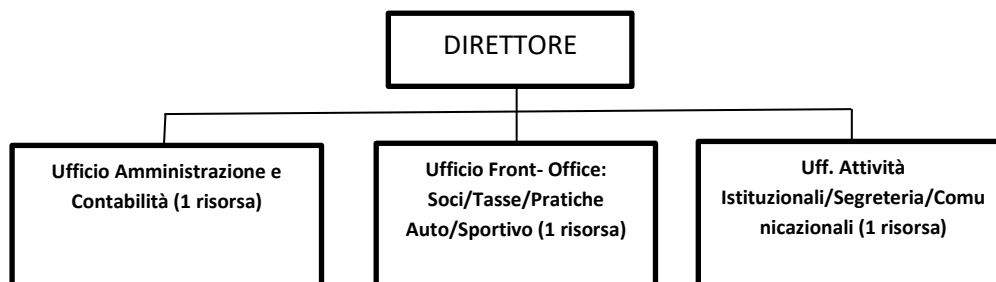 DIRETTORE
Ufficio Amministrazione e
Contabilità (1 risorsa)
Ufficio Front- Office:
Soci/Tasse/Pratiche
Auto/Sportivo (1 risorsa)
Uff. Attività
Istituzionali/Segreteria/Comu
nicazionali (1 risorsa)